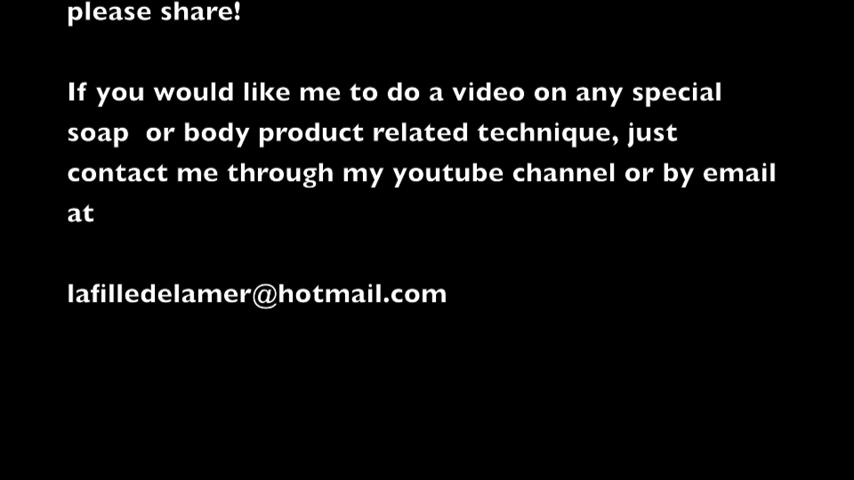 please share!
If you would like me to do a video on any special
soap  or body product related technique, just
contact me through my youtube channel or by email
at
lafilledelamer@hotmail.com